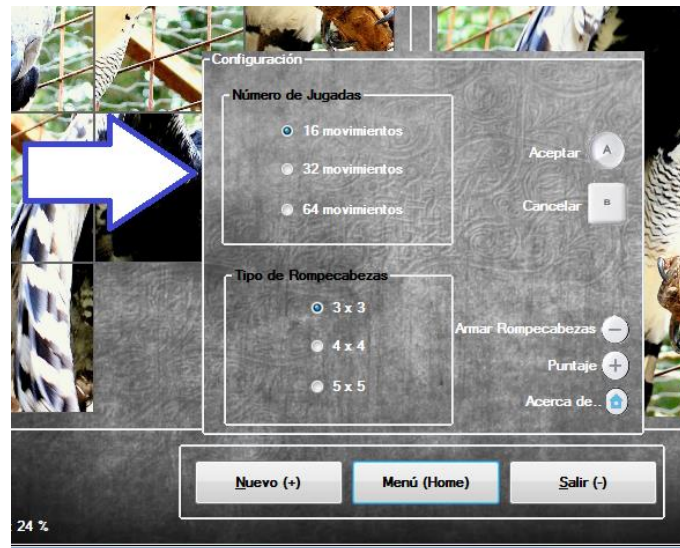 Configuración
Número de Jugadas
16 movimientos
32 movimientos
64 movimientos
Aceptar A
Cancelar B
Tipo de Rompecabezas
3 x 3
4 x 4
5 x 5
Armar Rompecabezas −
Puntaje +
Acerca de..
Nuevo (+) Menú (Home) Salir (-)
24 %